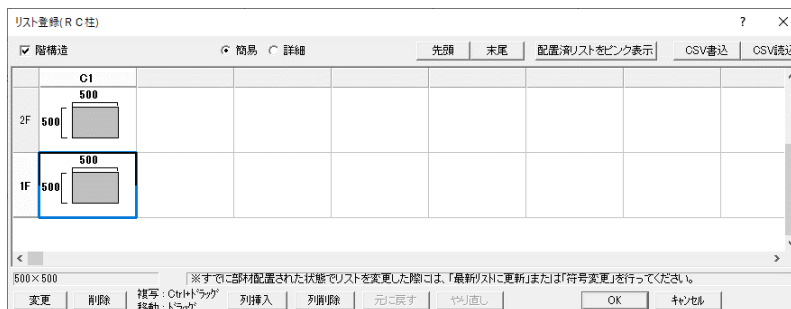 リスト登録(RC柱) ? ×
階構造 簡易 詳細 先頭 末尾 配置済リストをピンク表示 CSV書込 CSV読込
C1
500
2F 500
500
1F 500
500×500 ※すでに部材配置された状態でリストを変更した際には、「最新リストに更新」または「符号変更」を行ってください。
変更 削除 複写:Ctrl+ドラッグ 列挿入 列削除 元に戻す やり直し OK キャンセル
移動:ドラッグ